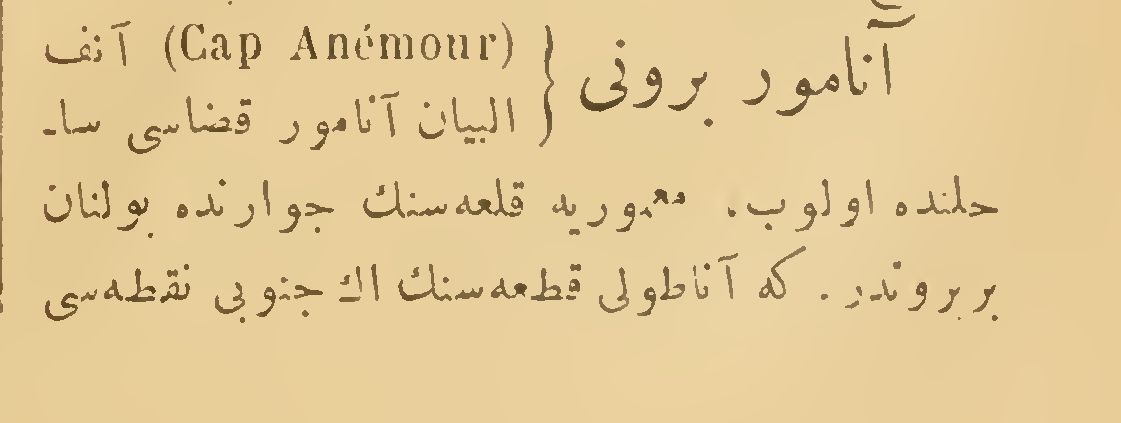 آنامور برونی { (Cap Anémour) آنف
البیان آنامور قضاسی سا-
حلنده اولوب، معموریه قلعه‌سنك جوارنده بولنان
بر بروندر. كه آناطولی قطعه‌سنك اك جنوبی نقطه‌سی